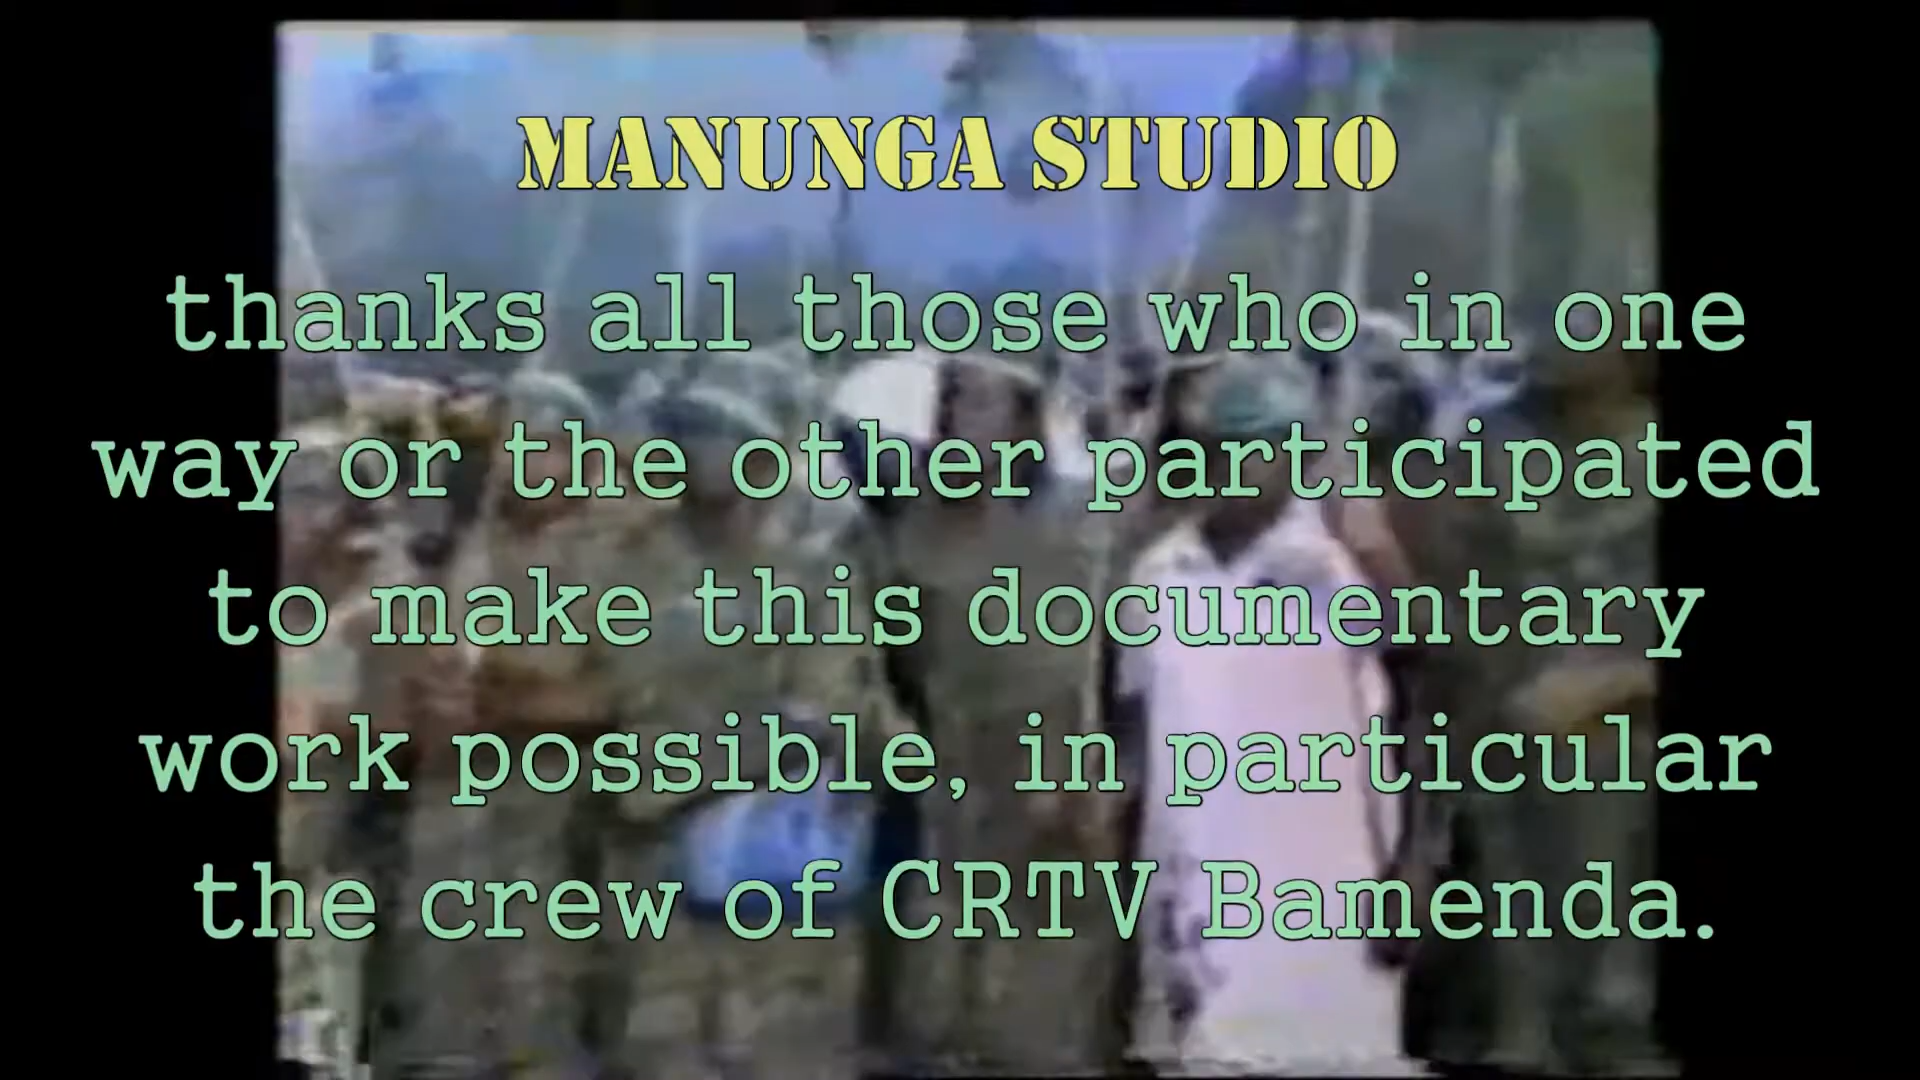 MANUNGA STUDIO
thanks all those who in one
way or the other participated
to make this documentary
work possible, in particular
the crew of CRTV Bamenda.